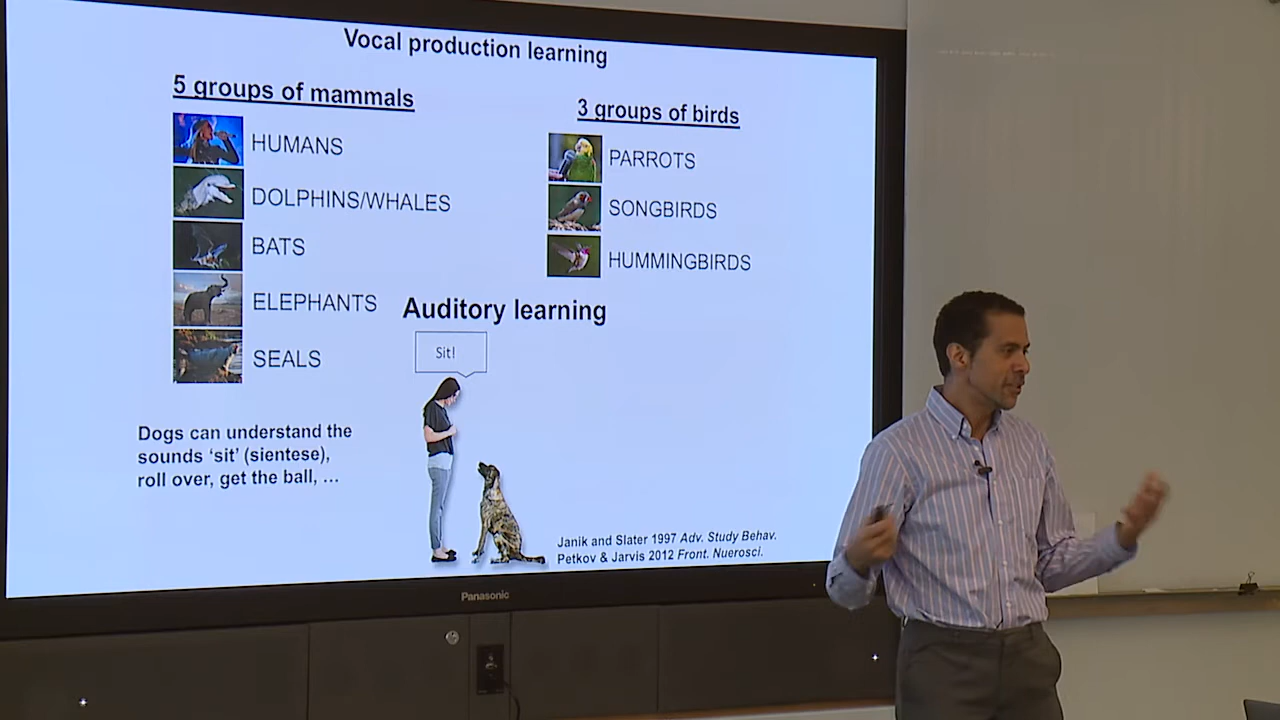 Vocal production learning
5 groups of mammals
HUMANS
DOLPHINS/WHALES
BATS
ELEPHANTS
SEALS
3 groups of birds
PARROTS
SONGBIRDS
HUMMINGBIRDS
Auditory learning
Sit!
Dogs can understand the
sounds ‘sit’ (sientese),
roll over, get the ball, ...
Janik and Slater 1997 Adv. Study Behav.
Petkov & Jarvis 2012 Front. Nuerosci.
Panasonic